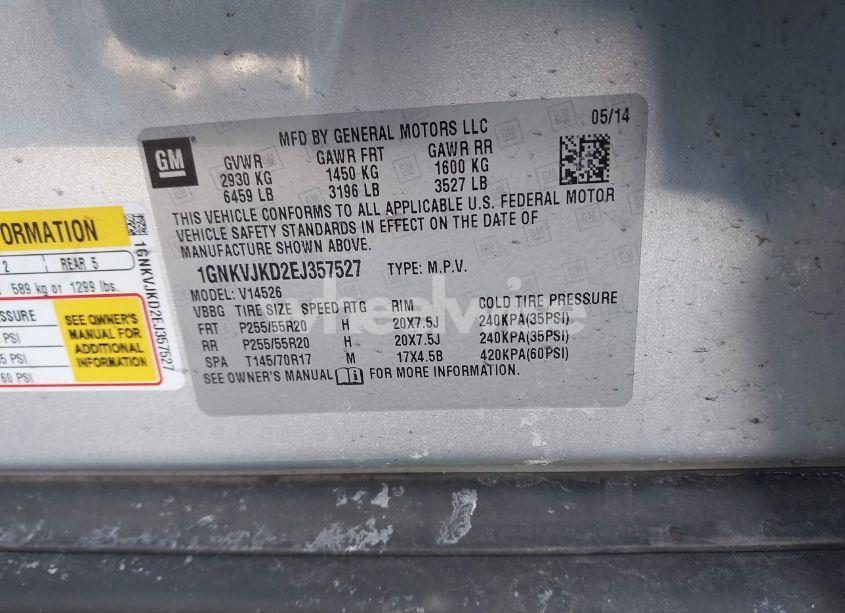 GM
MFD BY GENERAL MOTORS LLC
05/14
GVWR GAWR FRT GAWR RR
2930 KG 1450 KG 1600 KG
6459 LB 3196 LB 3527 LB
THIS VEHICLE CONFORMS TO ALL APPLICABLE U.S. FEDERAL MOTOR
VEHICLE SAFETY STANDARDS IN EFFECT ON THE DATE OF
MANUFACTURE SHOWN ABOVE.
1GNKVJKD2EJ357527 TYPE: M.P.V.
MODEL: V14526
VBBG TIRE SIZE SPEED RTG RIM COLD TIRE PRESSURE
FRT P255/55R20 H 20X7.5J 240KPA(35PSI)
RR P255/55R20 H 20X7.5J 240KPA(35PSI)
SPA T145/70R17 M 17X4.5B 420KPA(60PSI)
SEE OWNER'S MANUAL FOR MORE INFORMATION.
ORMATION
2 REAR 5
589 kg or 1299 lbs.
SSURE
PSI
5 PSI
60 PSI
SEE OWNER'S
MANUAL FOR
ADDITIONAL
INFORMATION
1GNKVJKD2EJ357527